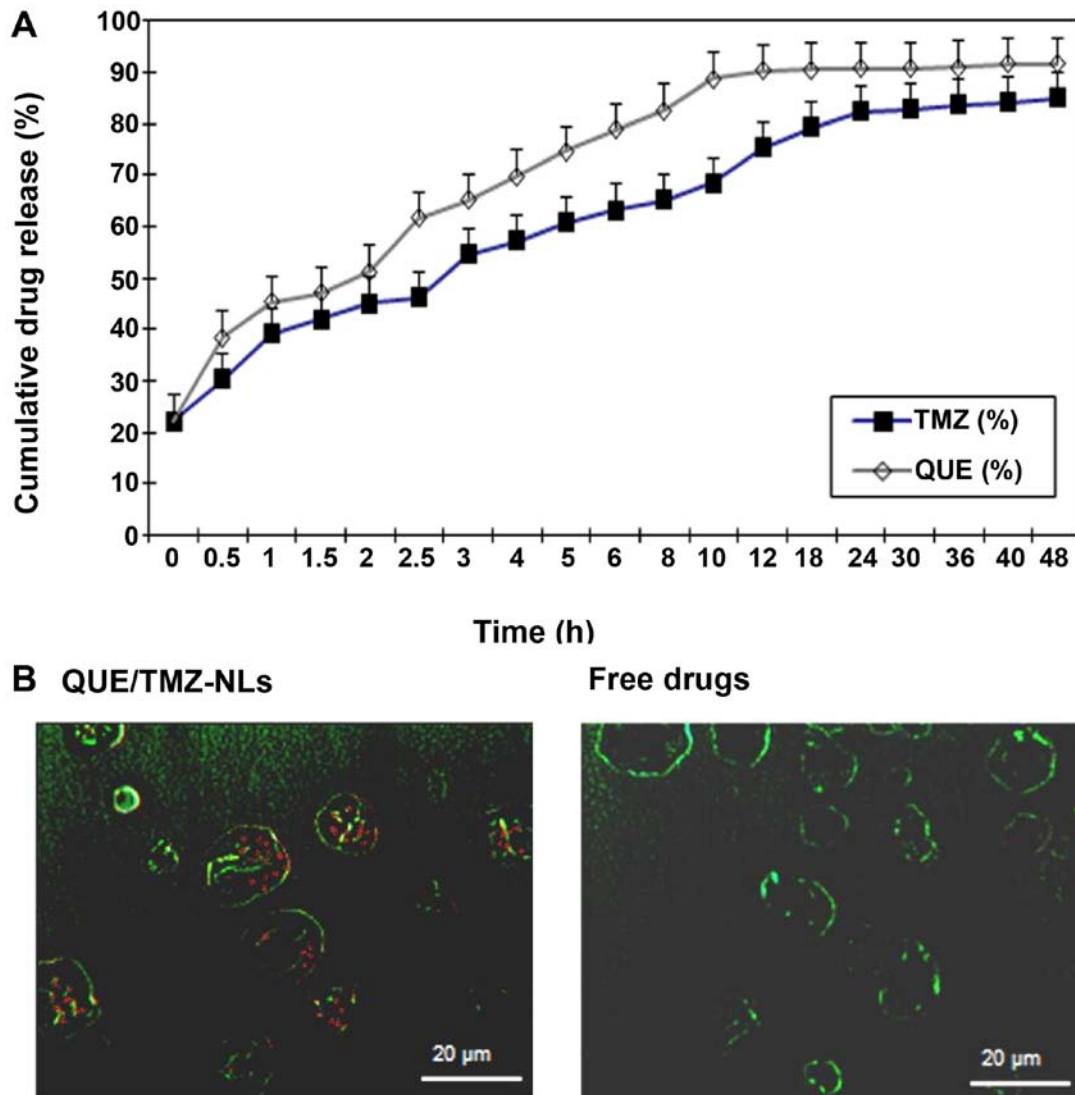 A
Cumulative drug release (%)
100
90
80
70
60
50
40
30
20
10
0
TMZ (%)
QUE (%)
0 0.5 1 1.5 2 2.5 3 4 5 6 8 10 12 18 24 30 36 40 48
Time (h)
B QUE/TMZ-NLs Free drugs
20 µm 20 µm